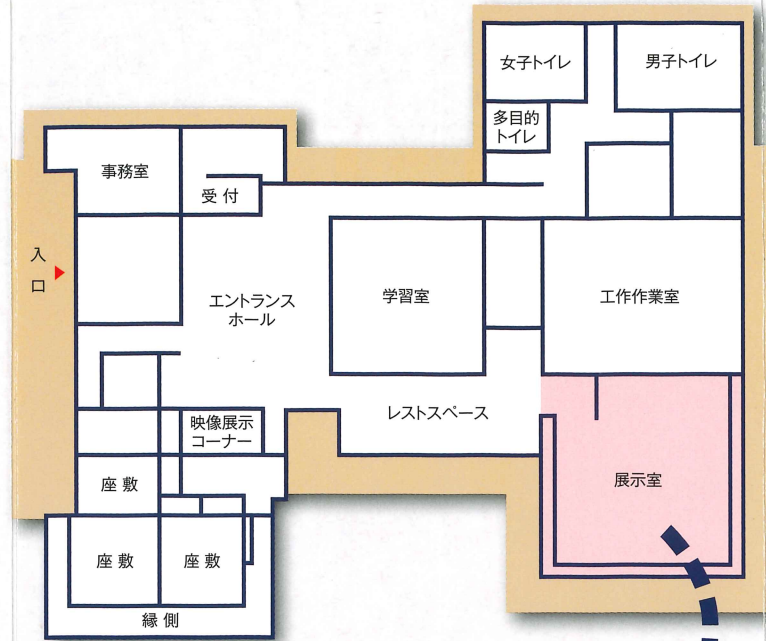 女子トイレ
男子トイレ
多目的
トイレ
事務室
受付
入
口
エントランス
ホール
学習室
工作作業室
レストスペース
映像展示
コーナー
座敷
展示室
座敷
座敷
縁側